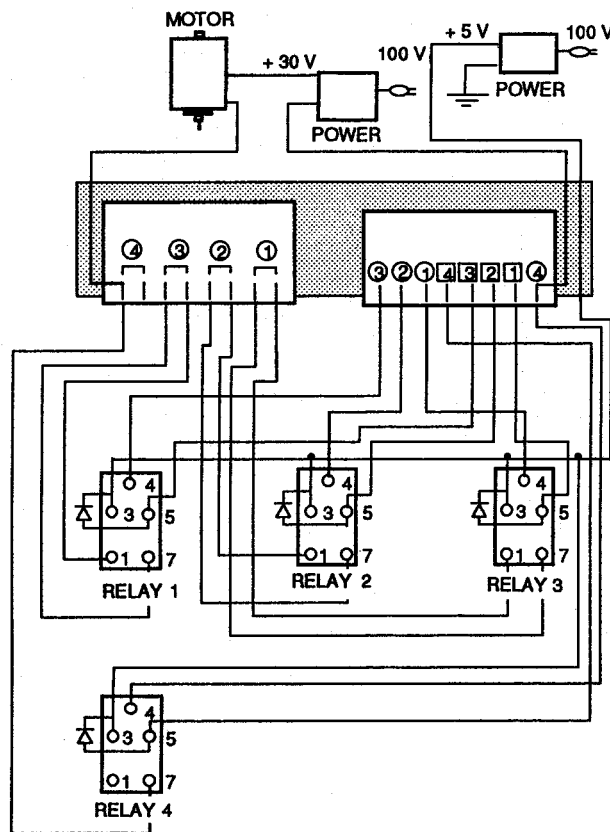 MOTOR
+ 30 V
100 V
POWER
+ 5 V
100 V
POWER
④ ③ ② ①
③ ② ① 4 3 2 1 ④
4
3 5
1 7
RELAY 1
4
3 5
1 7
RELAY 2
4
3 5
1 7
RELAY 3
4
3 5
1 7
RELAY 4